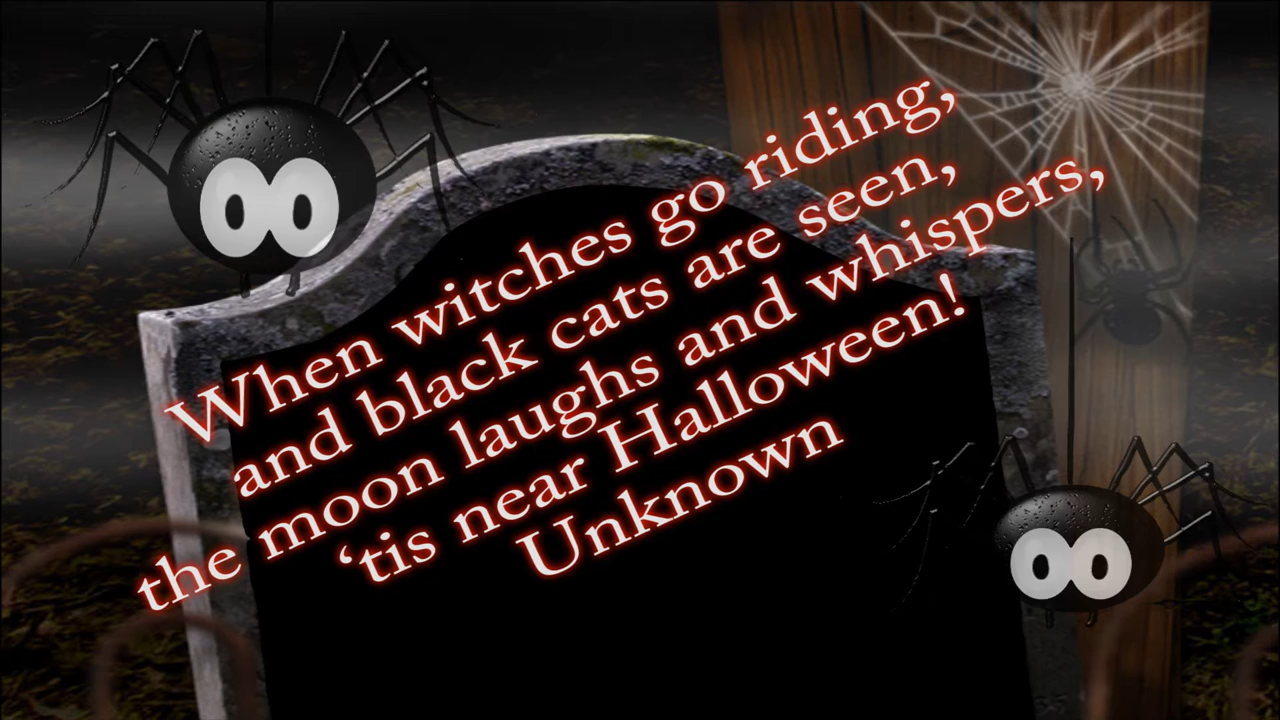 When witches go riding,
and black cats are seen,
the moon laughs and whispers,
‘tis near Halloween!
Unknown